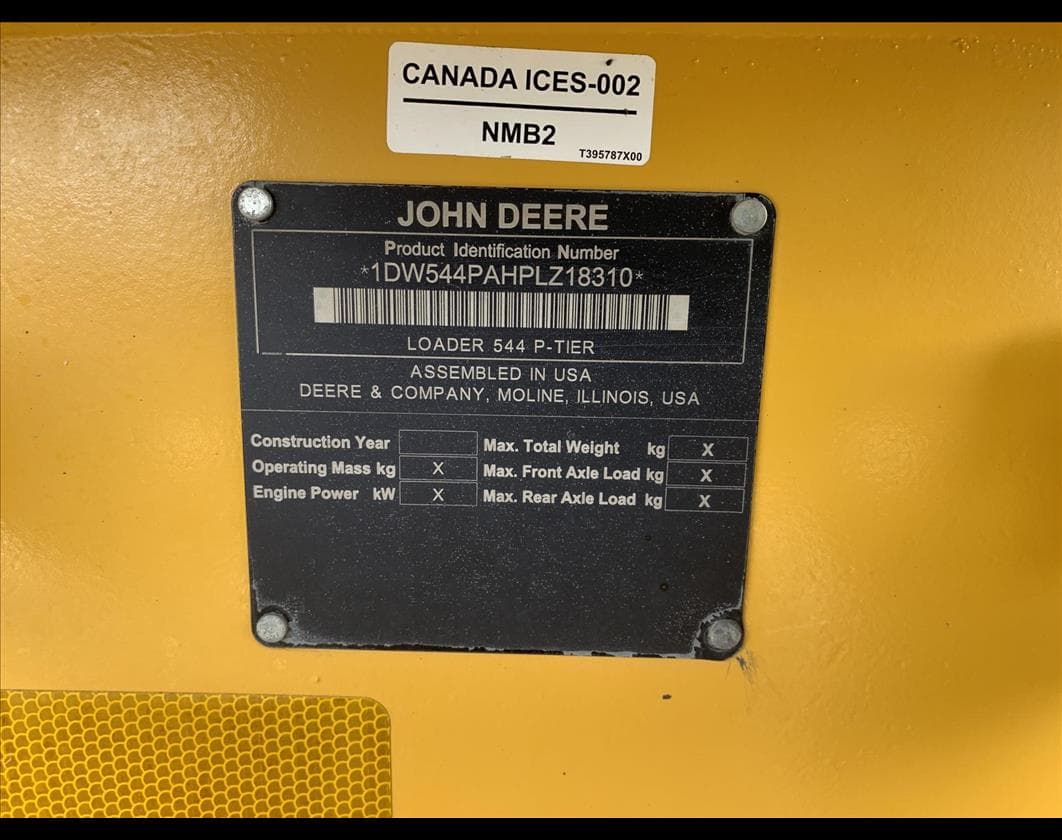 CANADA ICES-002
NMB2
T395787X00
JOHN DEERE
Product Identification Number
*1DW544PAHPLZ18310*
LOADER 544 P-TIER
ASSEMBLED IN USA
DEERE & COMPANY, MOLINE, ILLINOIS, USA
Construction Year Max. Total Weight kg X
Operating Mass kg X Max. Front Axle Load kg X
Engine Power kW X Max. Rear Axle Load kg X